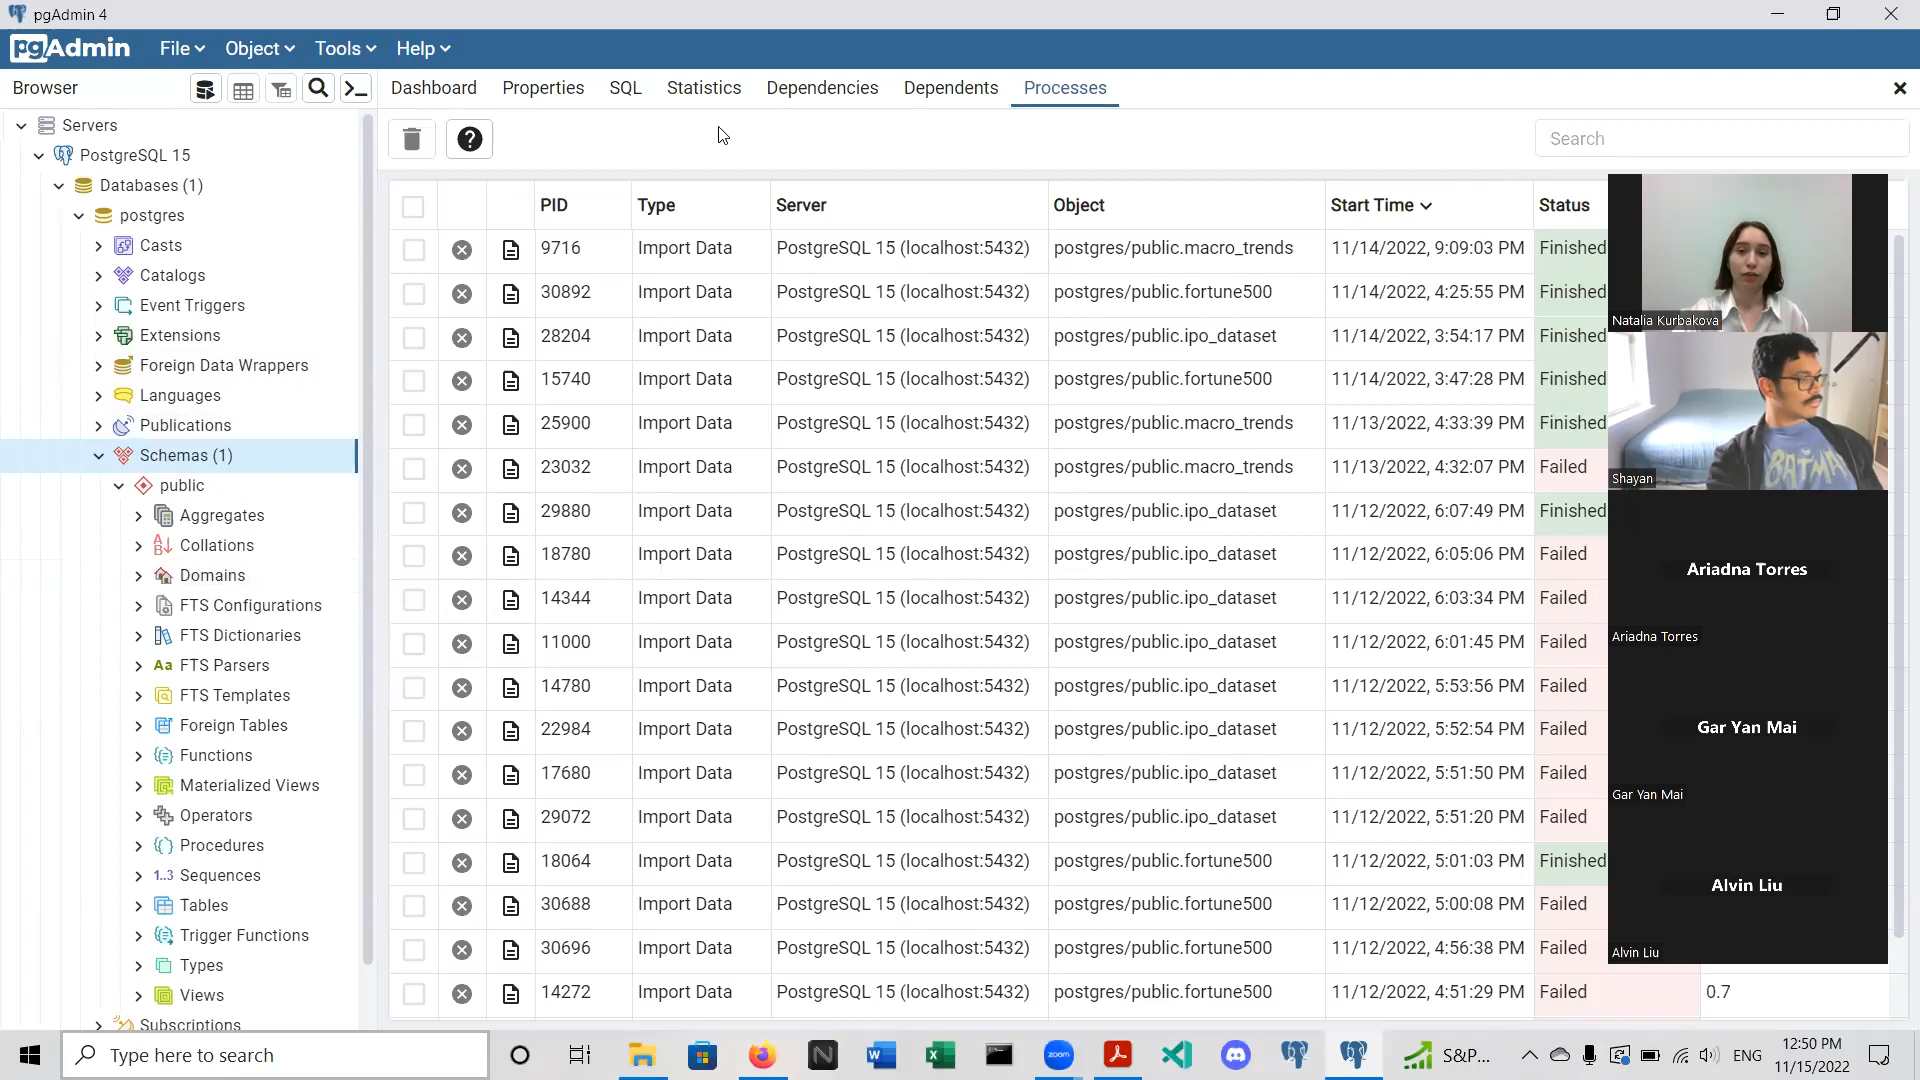 pgAdmin 4
pgAdmin File Object Tools Help
Browser
Dashboard Properties SQL Statistics Dependencies Dependents Processes
Servers
PostgreSQL 15
Databases (1)
postgres
Casts
Catalogs
Event Triggers
Extensions
Foreign Data Wrappers
Languages
Publications
Schemas (1)
public
Aggregates
Collations
Domains
FTS Configurations
FTS Dictionaries
Aa FTS Parsers
FTS Templates
Foreign Tables
Functions
Materialized Views
Operators
Procedures
1..3 Sequences
Tables
Trigger Functions
Types
Views
Subscriptions
Search
PID Type Server Object Start Time Status
9716 Import Data PostgreSQL 15 (localhost:5432) postgres/public.macro_trends 11/14/2022, 9:09:03 PM Finished
30892 Import Data PostgreSQL 15 (localhost:5432) postgres/public.fortune500 11/14/2022, 4:25:55 PM Finished
28204 Import Data PostgreSQL 15 (localhost:5432) postgres/public.ipo_dataset 11/14/2022, 3:54:17 PM Finished
15740 Import Data PostgreSQL 15 (localhost:5432) postgres/public.fortune500 11/14/2022, 3:47:28 PM Finished
25900 Import Data PostgreSQL 15 (localhost:5432) postgres/public.macro_trends 11/13/2022, 4:33:39 PM Finished
23032 Import Data PostgreSQL 15 (localhost:5432) postgres/public.macro_trends 11/13/2022, 4:32:07 PM Failed
29880 Import Data PostgreSQL 15 (localhost:5432) postgres/public.ipo_dataset 11/12/2022, 6:07:49 PM Finished
18780 Import Data PostgreSQL 15 (localhost:5432) postgres/public.ipo_dataset 11/12/2022, 6:05:06 PM Failed
14344 Import Data PostgreSQL 15 (localhost:5432) postgres/public.ipo_dataset 11/12/2022, 6:03:34 PM Failed
11000 Import Data PostgreSQL 15 (localhost:5432) postgres/public.ipo_dataset 11/12/2022, 6:01:45 PM Failed
14780 Import Data PostgreSQL 15 (localhost:5432) postgres/public.ipo_dataset 11/12/2022, 5:53:56 PM Failed
22984 Import Data PostgreSQL 15 (localhost:5432) postgres/public.ipo_dataset 11/12/2022, 5:52:54 PM Failed
17680 Import Data PostgreSQL 15 (localhost:5432) postgres/public.ipo_dataset 11/12/2022, 5:51:50 PM Failed
29072 Import Data PostgreSQL 15 (localhost:5432) postgres/public.ipo_dataset 11/12/2022, 5:51:20 PM Failed
18064 Import Data PostgreSQL 15 (localhost:5432) postgres/public.fortune500 11/12/2022, 5:01:03 PM Finished
30688 Import Data PostgreSQL 15 (localhost:5432) postgres/public.fortune500 11/12/2022, 5:00:08 PM Failed
30696 Import Data PostgreSQL 15 (localhost:5432) postgres/public.fortune500 11/12/2022, 4:56:38 PM Failed
14272 Import Data PostgreSQL 15 (localhost:5432) postgres/public.fortune500 11/12/2022, 4:51:29 PM Failed 0.7
Natalia Kurbakova
BATMAN
Shayan
Ariadna Torres
Ariadna Torres
Gar Yan Mai
Gar Yan Mai
Alvin Liu
Alvin Liu
Type here to search
zoom
S&P...
ENG
12:50 PM
11/15/2022